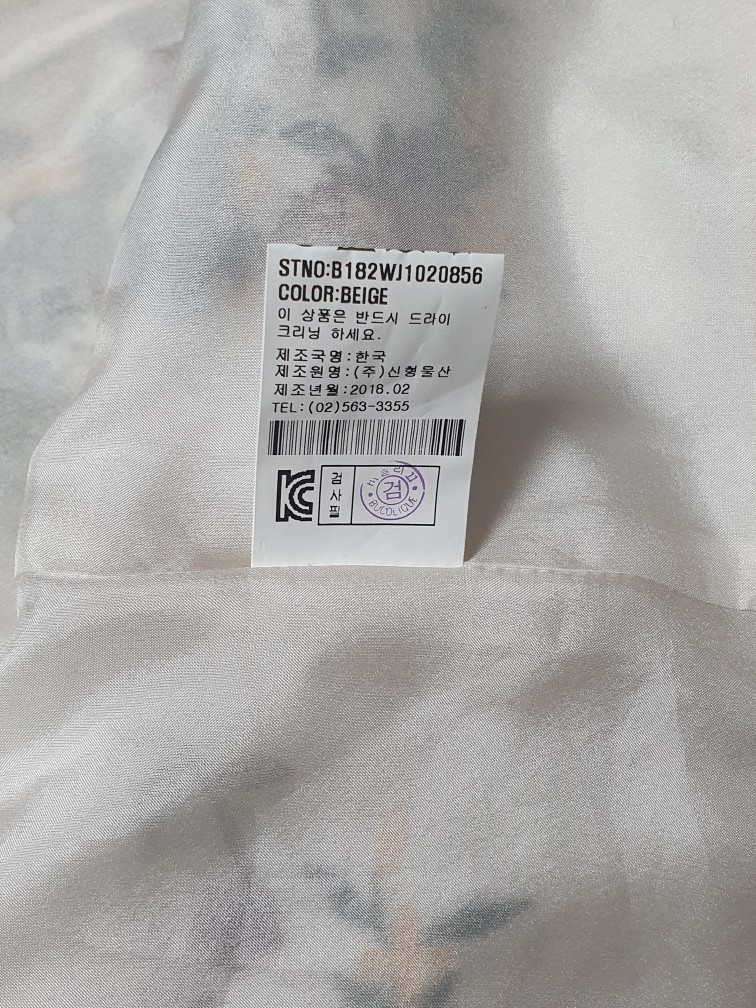 STNO:B182WJ1020856
COLOR:BEIGE
이 상품은 반드시 드라이
크리닝 하세요.
제조국명:한국
제조원명:(주)신형물산
제조년월:2018.02
TEL:(02)563-3355
검
사
필
검
BUCOLIQUE